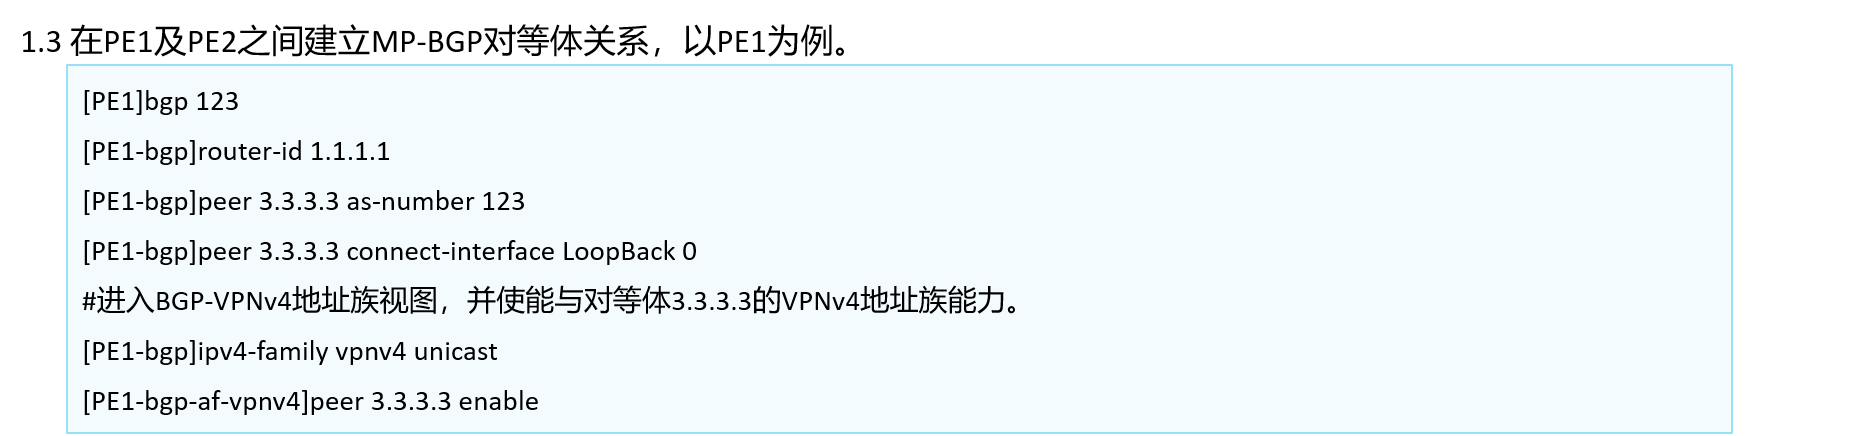 1.3 在PE1及PE2之间建立MP-BGP对等体关系，以PE1为例。
[PE1]bgp 123
[PE1-bgp]router-id 1.1.1.1
[PE1-bgp]peer 3.3.3.3 as-number 123
[PE1-bgp]peer 3.3.3.3 connect-interface LoopBack 0
#进入BGP-VPNv4地址族视图，并使能与对等体3.3.3.3的VPNv4地址族能力。
[PE1-bgp]ipv4-family vpnv4 unicast
[PE1-bgp-af-vpnv4]peer 3.3.3.3 enable